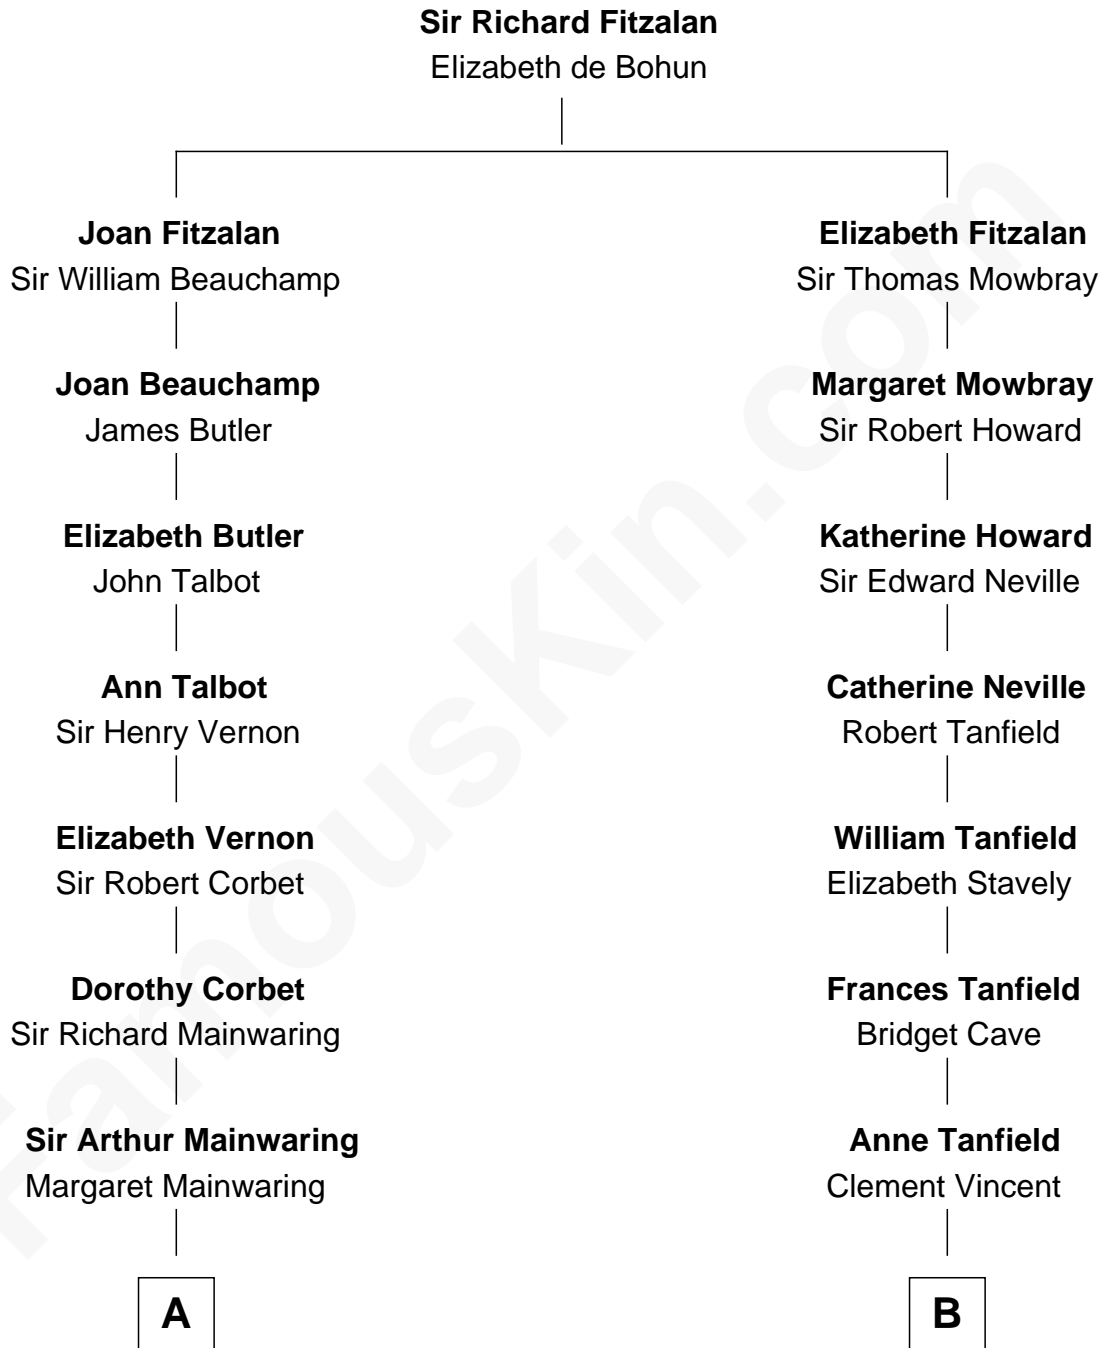 Sir Richard Fitzalan
Elizabeth de Bohun
Joan Fitzalan
Sir William Beauchamp
Elizabeth Fitzalan
Sir Thomas Mowbray
Joan Beauchamp
James Butler
Margaret Mowbray
Sir Robert Howard
Elizabeth Butler
John Talbot
Katherine Howard
Sir Edward Neville
Ann Talbot
Sir Henry Vernon
Catherine Neville
Robert Tanfield
Elizabeth Vernon
Sir Robert Corbet
William Tanfield
Elizabeth Stavely
Dorothy Corbet
Sir Richard Mainwaring
Frances Tanfield
Bridget Cave
Sir Arthur Mainwaring
Margaret Mainwaring
Anne Tanfield
Clement Vincent
A
B
FamousKin.com